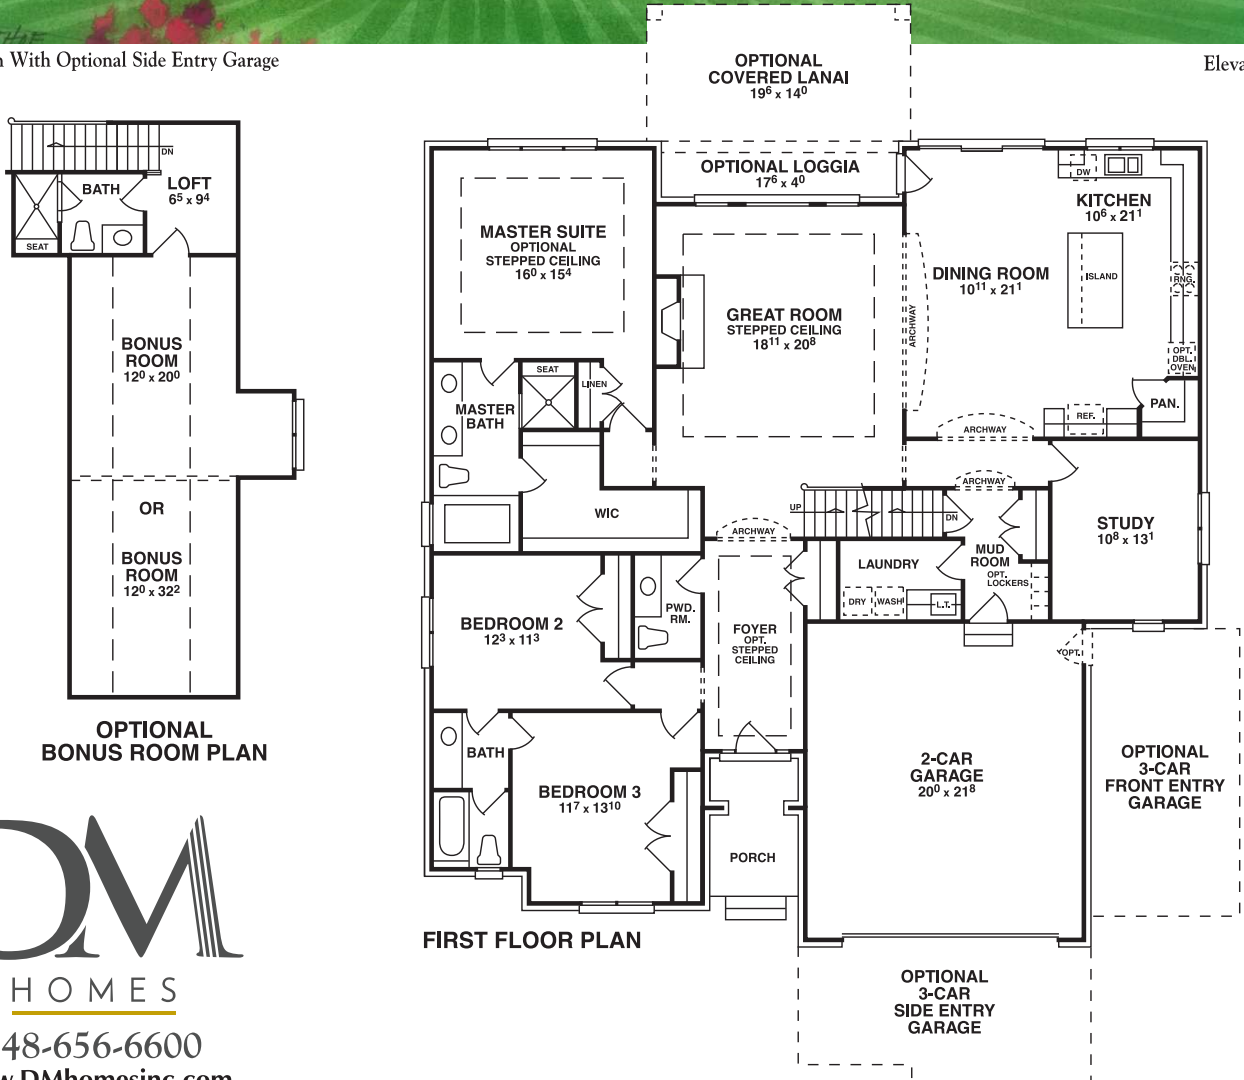 With Optional Side Entry Garage
OPTIONAL
COVERED LANAI
19⁶ x 14⁰
DN
BATH
LOFT
6⁵ x 9⁴
SEAT
BONUS
ROOM
12⁰ x 20⁰
OR
BONUS
ROOM
12⁰ x 32²
OPTIONAL
BONUS ROOM PLAN
OPTIONAL LOGGIA
17⁶ x 4⁰
MASTER SUITE
OPTIONAL
STEPPED CEILING
16⁰ x 15⁴
GREAT ROOM
STEPPED CEILING
18¹¹ x 20⁸
ARCHWAY
DINING ROOM
10¹¹ x 21¹
DW
KITCHEN
10⁶ x 21¹
ISLAND
RNG.
OPT.
DBL.
OVEN
PAN.
REF.
ARCHWAY
SEAT
LINEN
MASTER
BATH
WIC
ARCHWAY
UP
DN
ARCHWAY
STUDY
10⁸ x 13¹
LAUNDRY
MUD
ROOM
OPT.
LOCKERS
DRY
WASH
L.T.
BEDROOM 2
12³ x 11³
PWD.
RM.
FOYER
OPT.
STEPPED
CEILING
OPT.
BATH
BEDROOM 3
11⁷ x 13¹⁰
2-CAR
GARAGE
20⁰ x 21⁸
OPTIONAL
3-CAR
FRONT ENTRY
GARAGE
PORCH
FIRST FLOOR PLAN
OPTIONAL
3-CAR
SIDE ENTRY
GARAGE
DM
HOMES
48-656-6600
.DMhomesinc.com